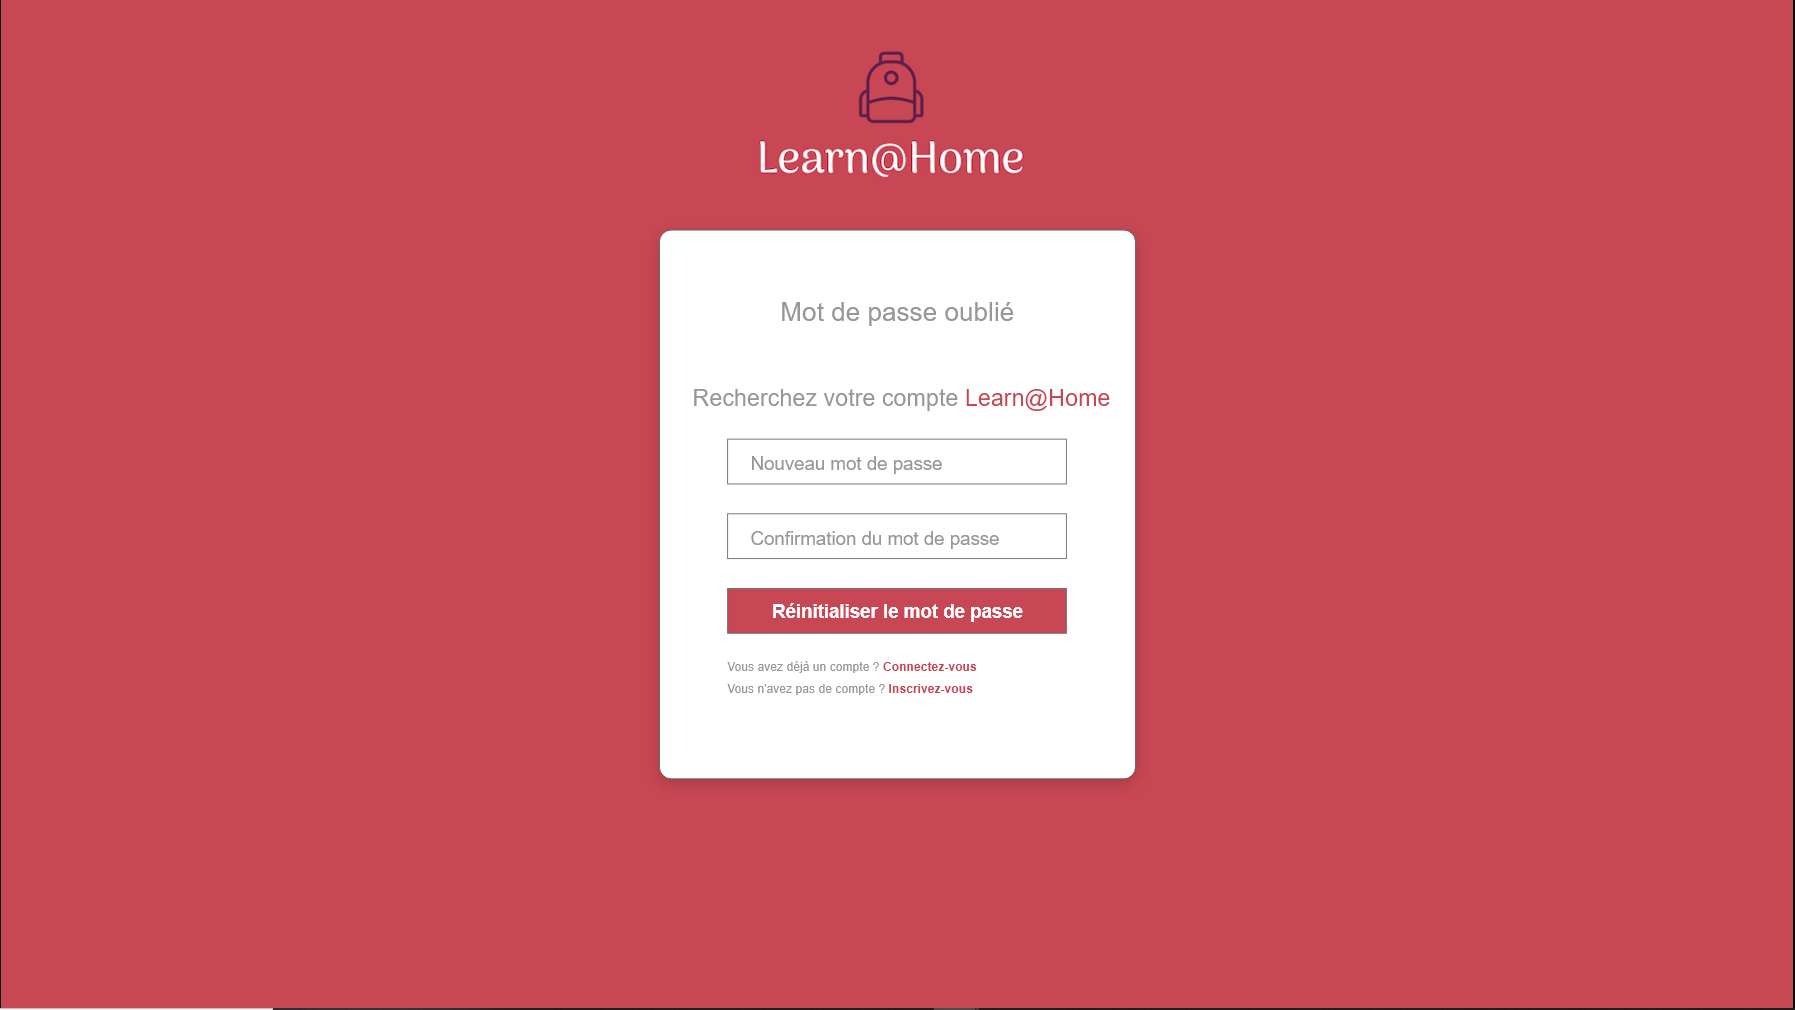 Learn@Home
Mot de passe oublié
Recherchez votre compte Learn@Home
Nouveau mot de passe
Confirmation du mot de passe
Réinitialiser le mot de passe
Vous avez déjà un compte ? Connectez-vous
Vous n'avez pas de compte ? Inscrivez-vous